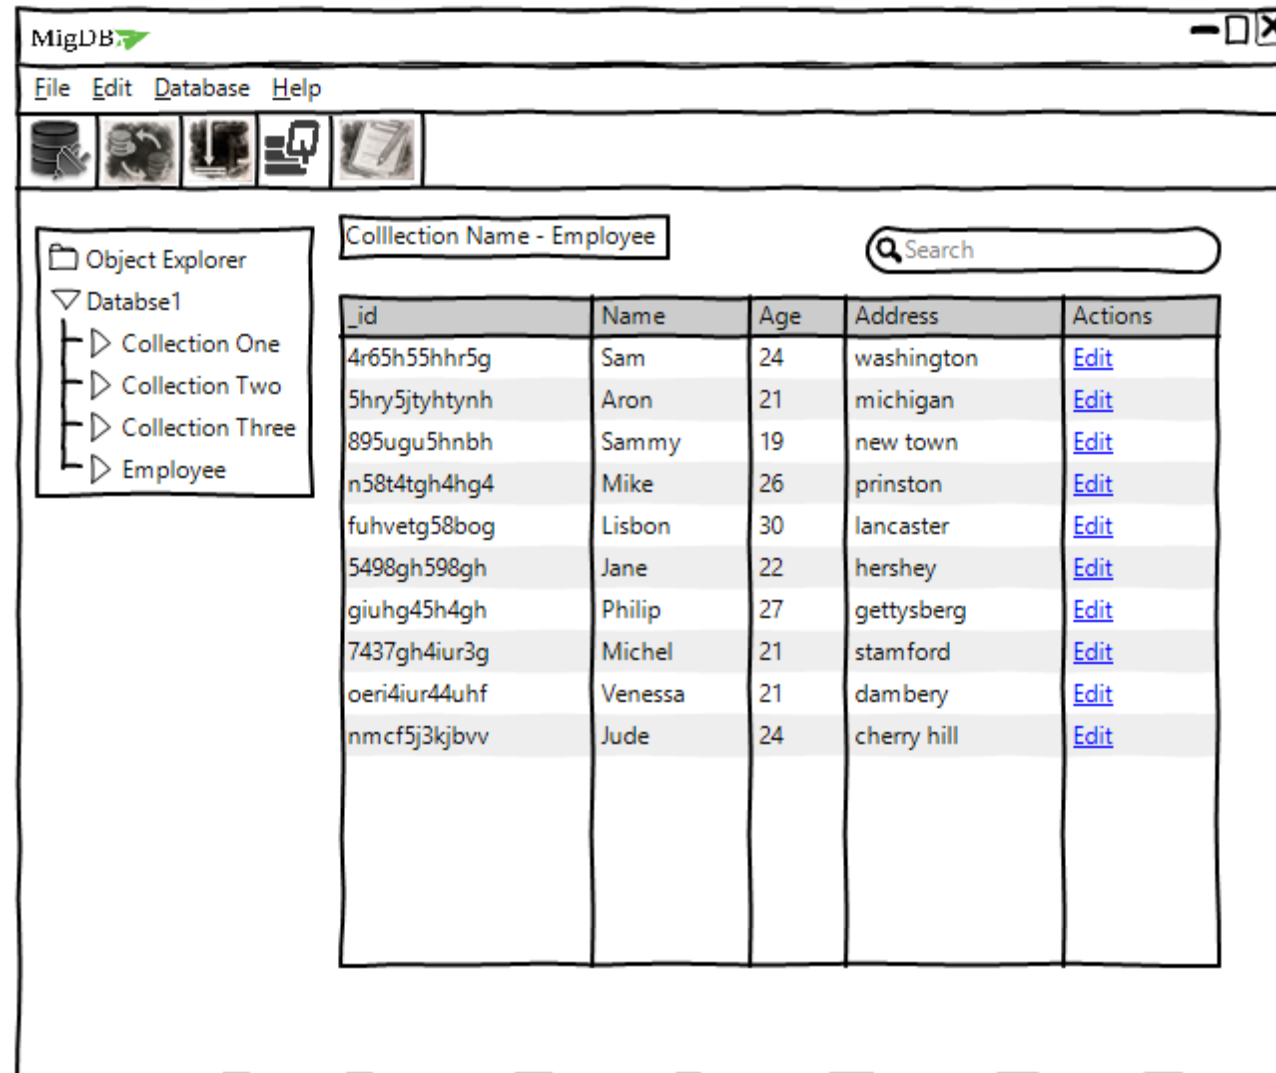 MigDB
File Edit Database Help
Colllection Name - Employee
Search
Object Explorer
Databse1
Collection One
Collection Two
Collection Three
Employee
_id Name Age Address Actions
4r65h55hhr5g Sam 24 washington Edit
5hry5jtyhtynh Aron 21 michigan Edit
895ugu5hnbh Sammy 19 new town Edit
n58t4tgh4hg4 Mike 26 prinston Edit
fuhvetg58bog Lisbon 30 lancaster Edit
5498gh598gh Jane 22 hershey Edit
giuhg45h4gh Philip 27 gettysberg Edit
7437gh4iur3g Michel 21 stamford Edit
oeri4iur44uhf Venessa 21 dambery Edit
nmcf5j3kjbvv Jude 24 cherry hill Edit